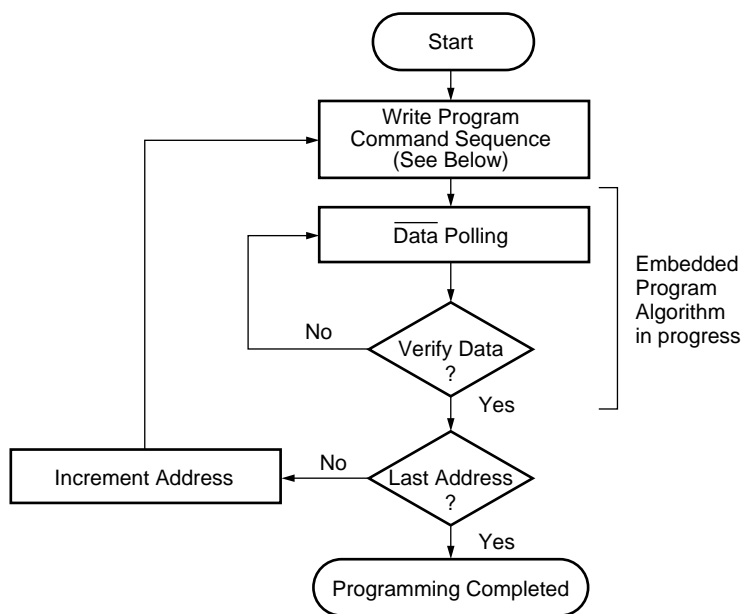 Start
Write Program
Command Sequence
(See Below)
Data Polling
Embedded
Program
Algorithm
in progress
No
Verify Data
?
Yes
Increment Address
No
Last Address
?
Yes
Programming Completed